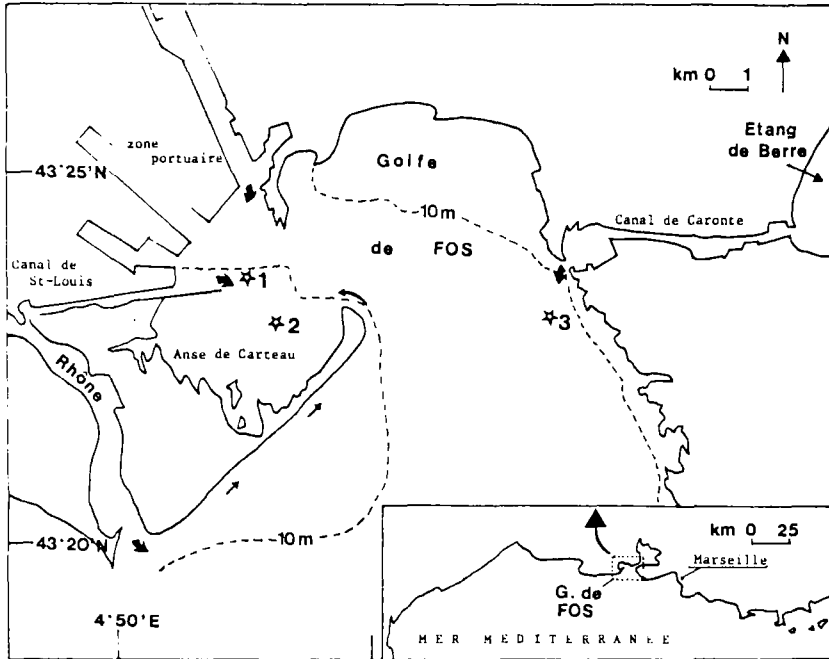 N
km 0 1
zone
portuaire
Golfe
Etang
de Berre
43°25'N
10m
Canal de Caronte
de FOS
Canal de
St-Louis
1
2
3
Anse de Carteau
Rhône
10m
43°20'N
4°50'E
km 0 25
Marseille
G. de
FOS
MER MEDITERRANEE